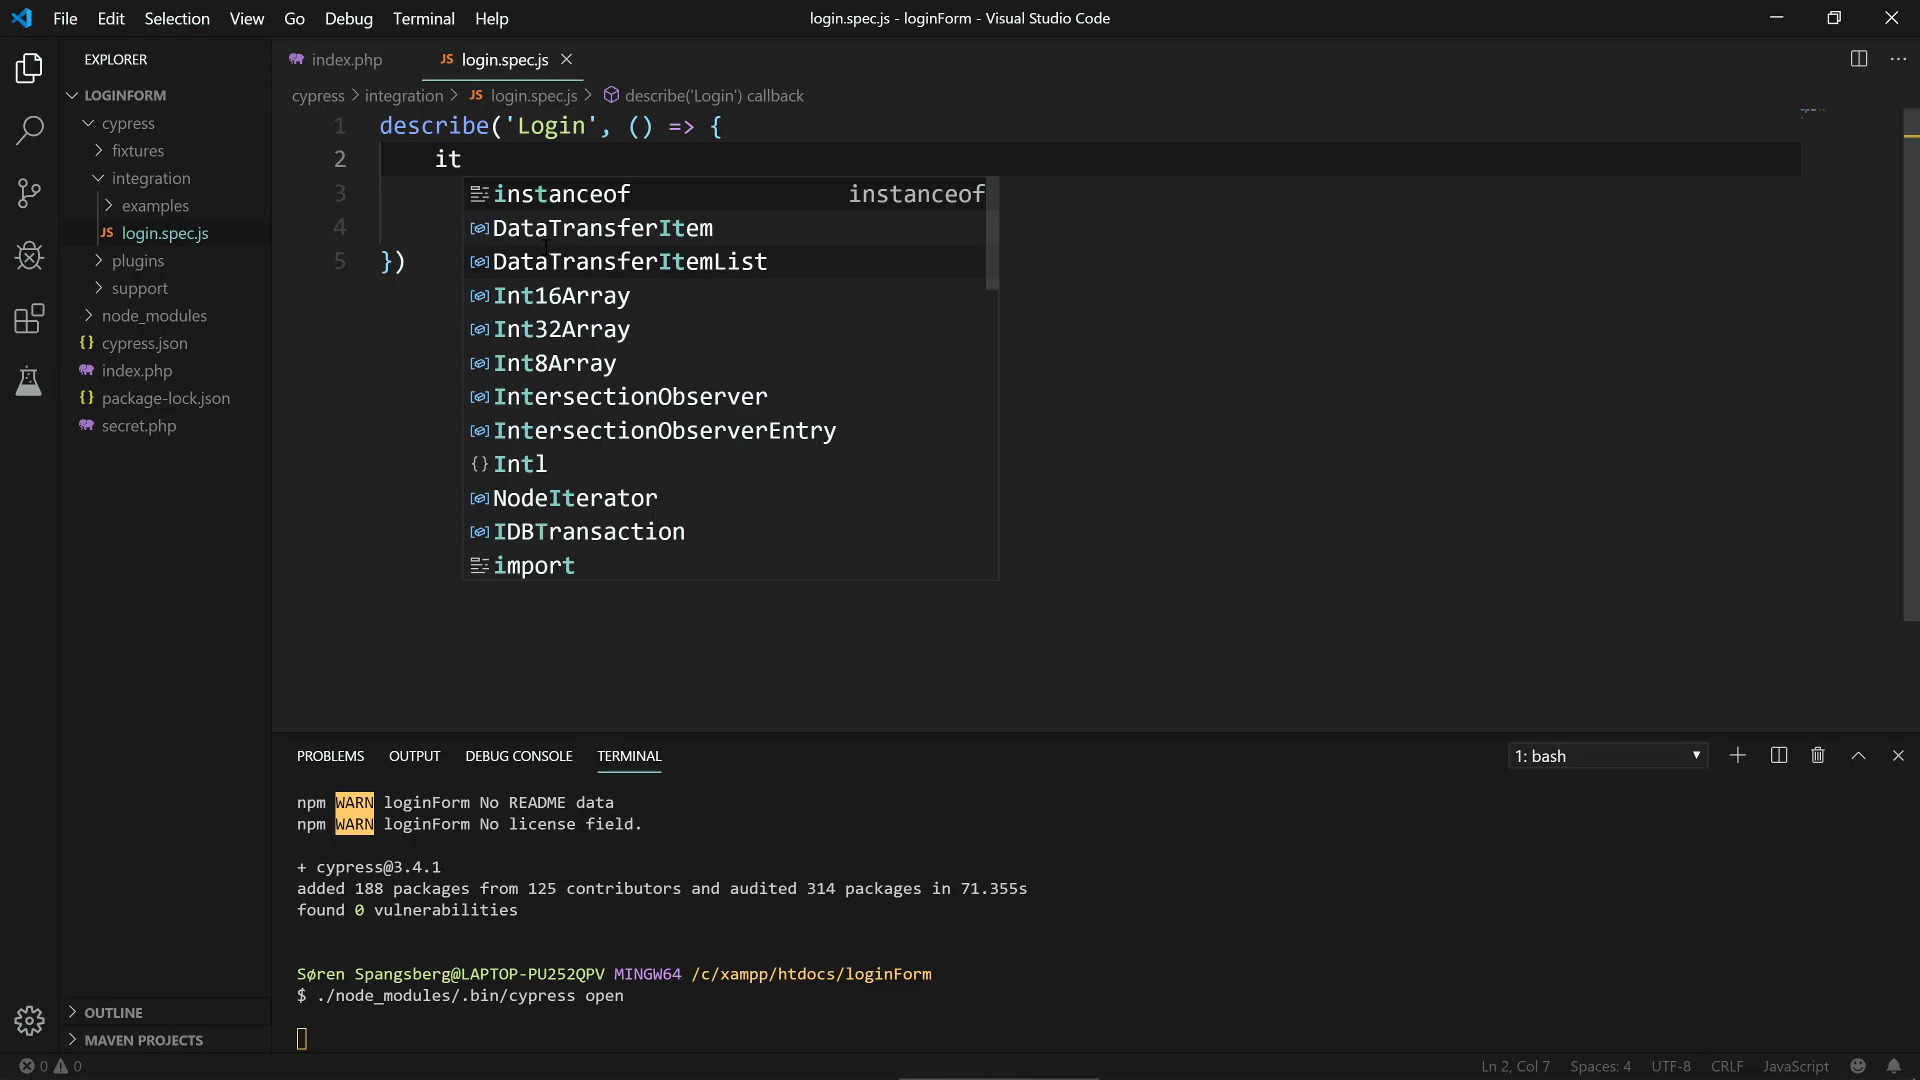 File Edit Selection View Go Debug Terminal Help
login.spec.js - loginForm - Visual Studio Code
EXPLORER
LOGINFORM
cypress
fixtures
integration
examples
JS login.spec.js
plugins
support
node_modules
{} cypress.json
index.php
{} package-lock.json
secret.php
OUTLINE
MAVEN PROJECTS
index.php
JS login.spec.js
cypress > integration > JS login.spec.js > describe('Login') callback
1 describe('Login', () => {
2 it
3
4
5 })
instanceof instanceof
DataTransferItem
DataTransferItemList
Int16Array
Int32Array
Int8Array
IntersectionObserver
IntersectionObserverEntry
{} Intl
NodeIterator
IDBTransaction
import
PROBLEMS OUTPUT DEBUG CONSOLE TERMINAL
1: bash
npm WARN loginForm No README data
npm WARN loginForm No license field.
+ cypress@3.4.1
added 188 packages from 125 contributors and audited 314 packages in 71.355s
found 0 vulnerabilities
Søren Spangsberg@LAPTOP-PU252QPV MINGW64 /c/xampp/htdocs/loginForm
$ ./node_modules/.bin/cypress open
0 0
Ln 2, Col 7 Spaces: 4 UTF-8 CRLF JavaScript